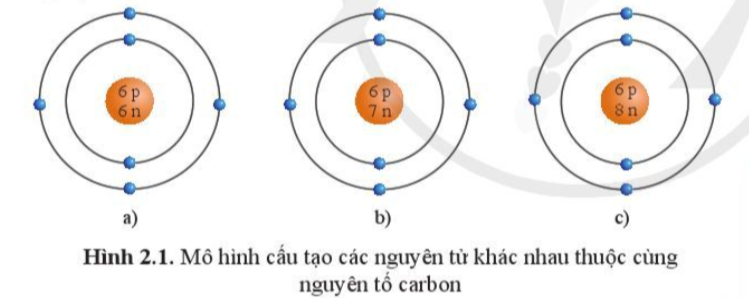 6 p
6 n
6 p
7 n
6 p
8 n
a)
b)
c)
Hình 2.1. Mô hình cấu tạo các nguyên tử khác nhau thuộc cùng
nguyên tố carbon